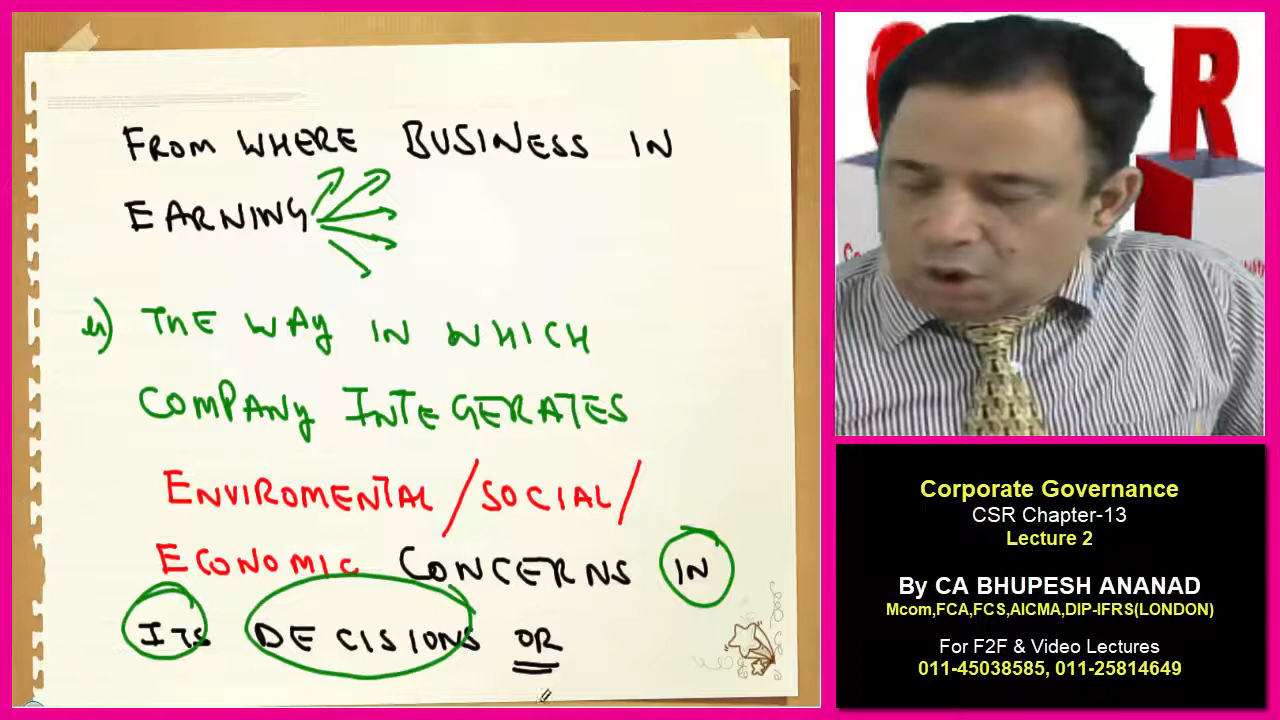 FROM WHERE BUSINESS IN
EARNING
THE WAY IN WHICH
COMPANY INTEGERATES
ENVIROMENTAL/SOCIAL/
ECONOMIC CONCERNS IN
ITS DECISIONS OR
R
Corporate Governance
CSR Chapter-13
Lecture 2
By CA BHUPESH ANANAD
Mcom,FCA,FCS,AICMA,DIP-IFRS(LONDON)
For F2F & Video Lectures
011-45038585, 011-25814649